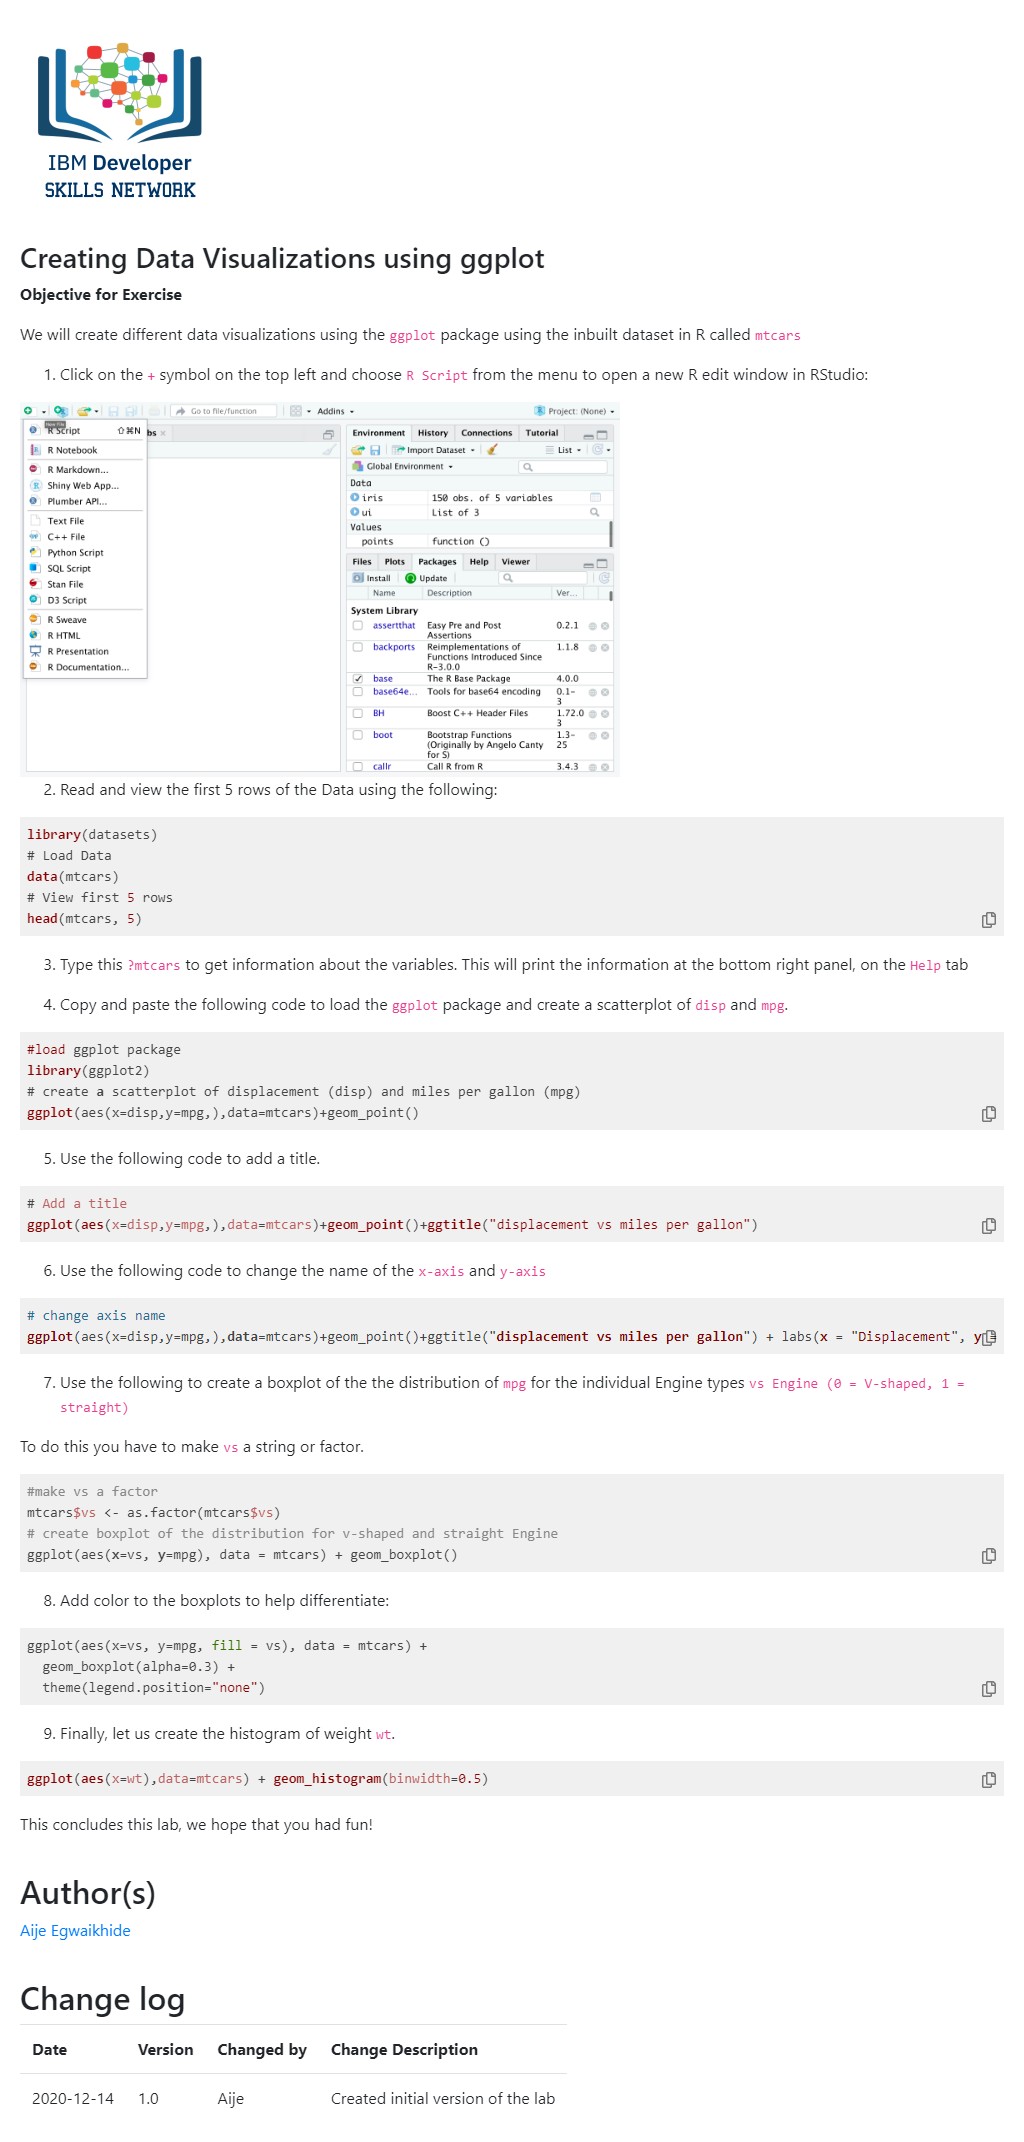 IBM Developer
SKILLS NETWORK
Creating Data Visualizations using ggplot
Objective for Exercise
We will create different data visualizations using the ggplot package using the inbuilt dataset in R called mtcars
1. Click on the + symbol on the top left and choose R Script from the menu to open a new R edit window in RStudio:
Go to file/function
Addins
Project: (None)
R Script ⇧⌘N
bs
R Notebook
R Markdown...
Shiny Web App...
Plumber API...
Text File
C++ File
Python Script
SQL Script
Stan File
D3 Script
R Sweave
R HTML
R Presentation
R Documentation...
Environment History Connections Tutorial
Import Dataset
List
Global Environment
Data
iris 150 obs. of 5 variables
ui List of 3
Values
points function ()
Files Plots Packages Help Viewer
Install Update
Name Description Ver...
System Library
assertthat Easy Pre and Post 0.2.1
Assertions
backports Reimplementations of 1.1.8
Functions Introduced Since
R-3.0.0
base The R Base Package 4.0.0
base64e... Tools for base64 encoding 0.1-
3
BH Boost C++ Header Files 1.72.0
3
boot Bootstrap Functions 1.3-
(Originally by Angelo Canty 25
for S)
callr Call R from R 3.4.3
2. Read and view the first 5 rows of the Data using the following:
library(datasets)
# Load Data
data(mtcars)
# View first 5 rows
head(mtcars, 5)
3. Type this ?mtcars to get information about the variables. This will print the information at the bottom right panel, on the Help tab
4. Copy and paste the following code to load the ggplot package and create a scatterplot of disp and mpg.
#load ggplot package
library(ggplot2)
# create a scatterplot of displacement (disp) and miles per gallon (mpg)
ggplot(aes(x=disp,y=mpg,),data=mtcars)+geom_point()
5. Use the following code to add a title.
# Add a title
ggplot(aes(x=disp,y=mpg,),data=mtcars)+geom_point()+ggtitle("displacement vs miles per gallon")
6. Use the following code to change the name of the x-axis and y-axis
# change axis name
ggplot(aes(x=disp,y=mpg,),data=mtcars)+geom_point()+ggtitle("displacement vs miles per gallon") + labs(x = "Displacement", y =
7. Use the following to create a boxplot of the the distribution of mpg for the individual Engine types vs Engine (0 = V-shaped, 1 =
straight)
To do this you have to make vs a string or factor.
#make vs a factor
mtcars$vs <- as.factor(mtcars$vs)
# create boxplot of the distribution for v-shaped and straight Engine
ggplot(aes(x=vs, y=mpg), data = mtcars) + geom_boxplot()
8. Add color to the boxplots to help differentiate:
ggplot(aes(x=vs, y=mpg, fill = vs), data = mtcars) +
geom_boxplot(alpha=0.3) +
theme(legend.position="none")
9. Finally, let us create the histogram of weight wt.
ggplot(aes(x=wt),data=mtcars) + geom_histogram(binwidth=0.5)
This concludes this lab, we hope that you had fun!
Author(s)
Aije Egwaikhide
Change log
Date Version Changed by Change Description
2020-12-14 1.0 Aije Created initial version of the lab